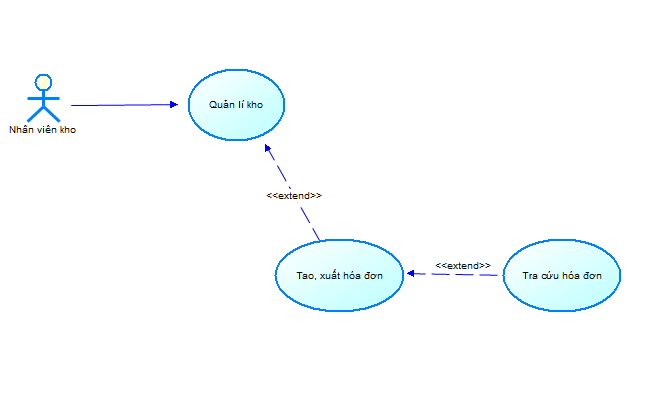 Quản lí kho
Nhân viên kho
<<extend>>
<<extend>>
Tao, xuất hóa đơn
Tra cứu hóa đơn